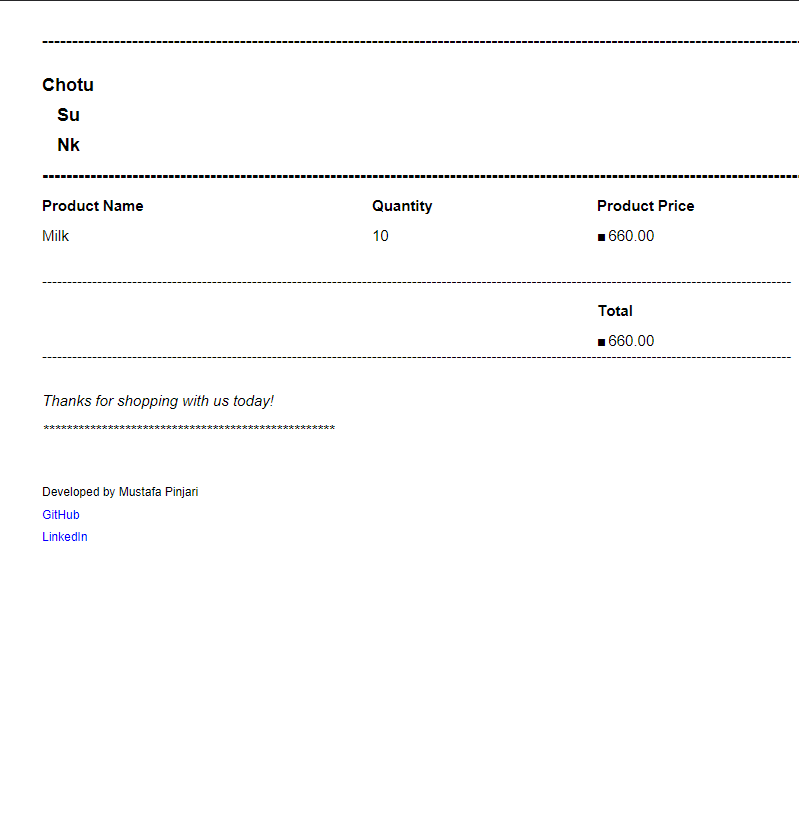 ------------------------------------------------------------------------------------------------------------------------------
Chotu
Su
Nk
------------------------------------------------------------------------------------------------------------------------------
Product Name Quantity Product Price
Milk 10 ■660.00
------------------------------------------------------------------------------------------------------------------------------------------------------
Total
■660.00
------------------------------------------------------------------------------------------------------------------------------------------------------
Thanks for shopping with us today!
**************************************************
Developed by Mustafa Pinjari
GitHub
LinkedIn